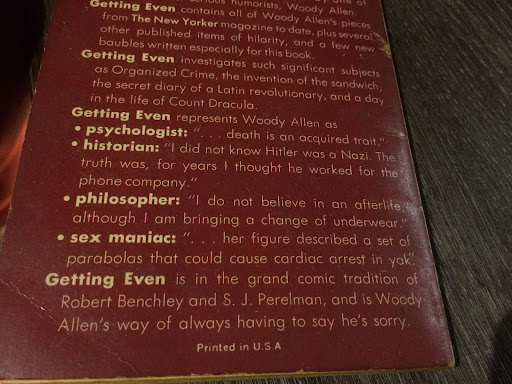 serious humorists, Woody Allen.
Getting Even contains all of Woody Allen's pieces
from The New Yorker magazine to date, plus several
other published items of hilarity, and a few new
baubles written especially for this book.
Getting Even investigates such significant subjects
as Organized Crime, the invention of the sandwich,
the secret diary of a Latin revolutionary, and a day
in the life of Count Dracula.
Getting Even represents Woody Allen as
• psychologist: ". . . death is an acquired trait."
• historian: "I did not know Hitler was a Nazi. The
truth was, for years I thought he worked for the
phone company."
• philosopher: "I do not believe in an afterlife,
although I am bringing a change of underwear."
• sex maniac: ". . . her figure described a set of
parabolas that could cause cardiac arrest in yak.
Getting Even is in the grand comic tradition of
Robert Benchley and S. J. Perelman, and is Woody
Allen's way of always having to say he's sorry.
Printed in U.S.A